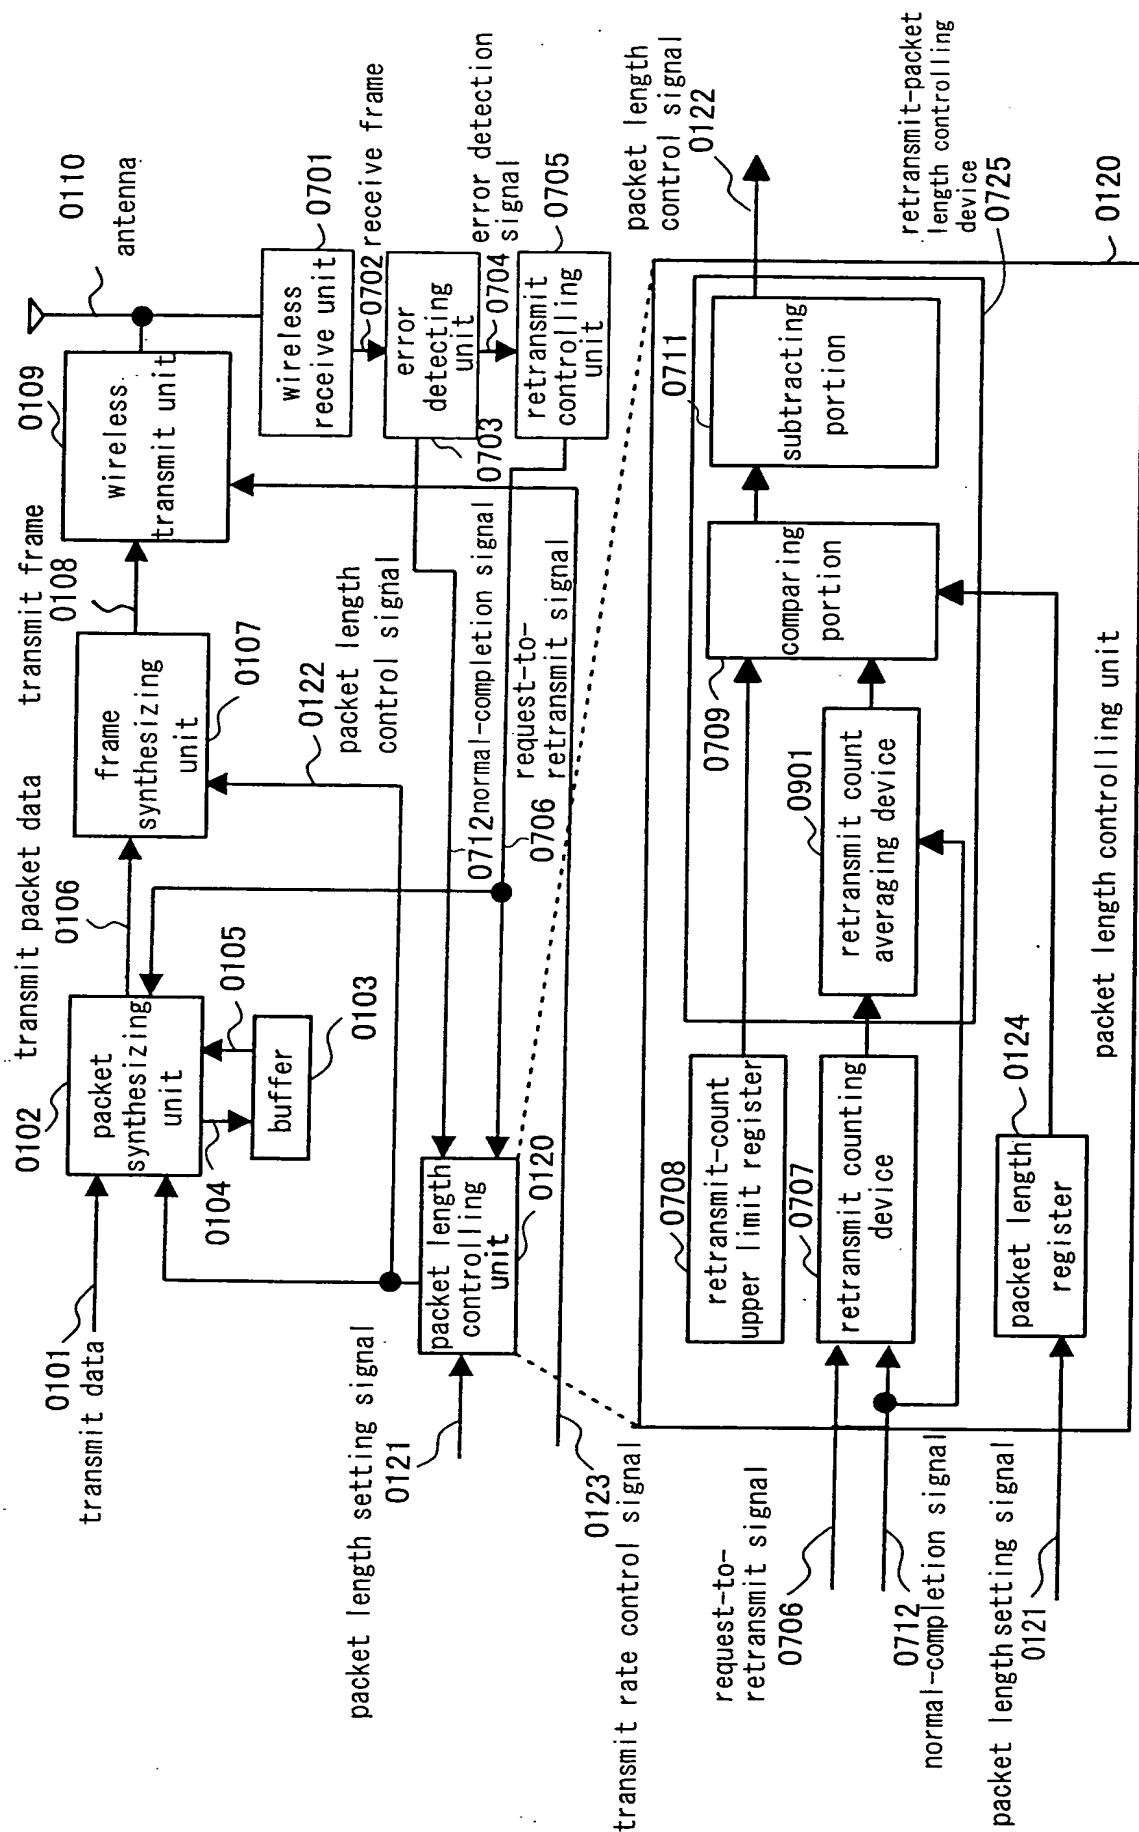 0101
transmit data
0102
packet
synthesizing
unit
transmit packet data
0104
0105
buffer
0103
0106
frame
synthesizing
unit
0107
transmit frame
0108
0109
wireless
transmit unit
0110
antenna
wireless
receive unit
0701
0702 receive frame
error
detecting
unit
0703
0704
error detection
signal
retransmit
controlling
unit
0705
0122
packet length
control signal
0712 normal-completion signal
0706
request-to-
retransmit signal
packet length setting signal
0121
packet length
controlling
unit
0120
0123
transmit rate control signal
request-to-
retransmit signal
0706
0712
normal-completion signal
packet length setting signal
0121
0708
retransmit-count
upper limit register
0707
retransmit counting
device
packet length
register
0124
0901
retransmit count
averaging device
0709
comparing
portion
0711
subtracting
portion
packet length
control signal
0122
retransmit-packet
length controlling
device
0725
0120
packet length controlling unit